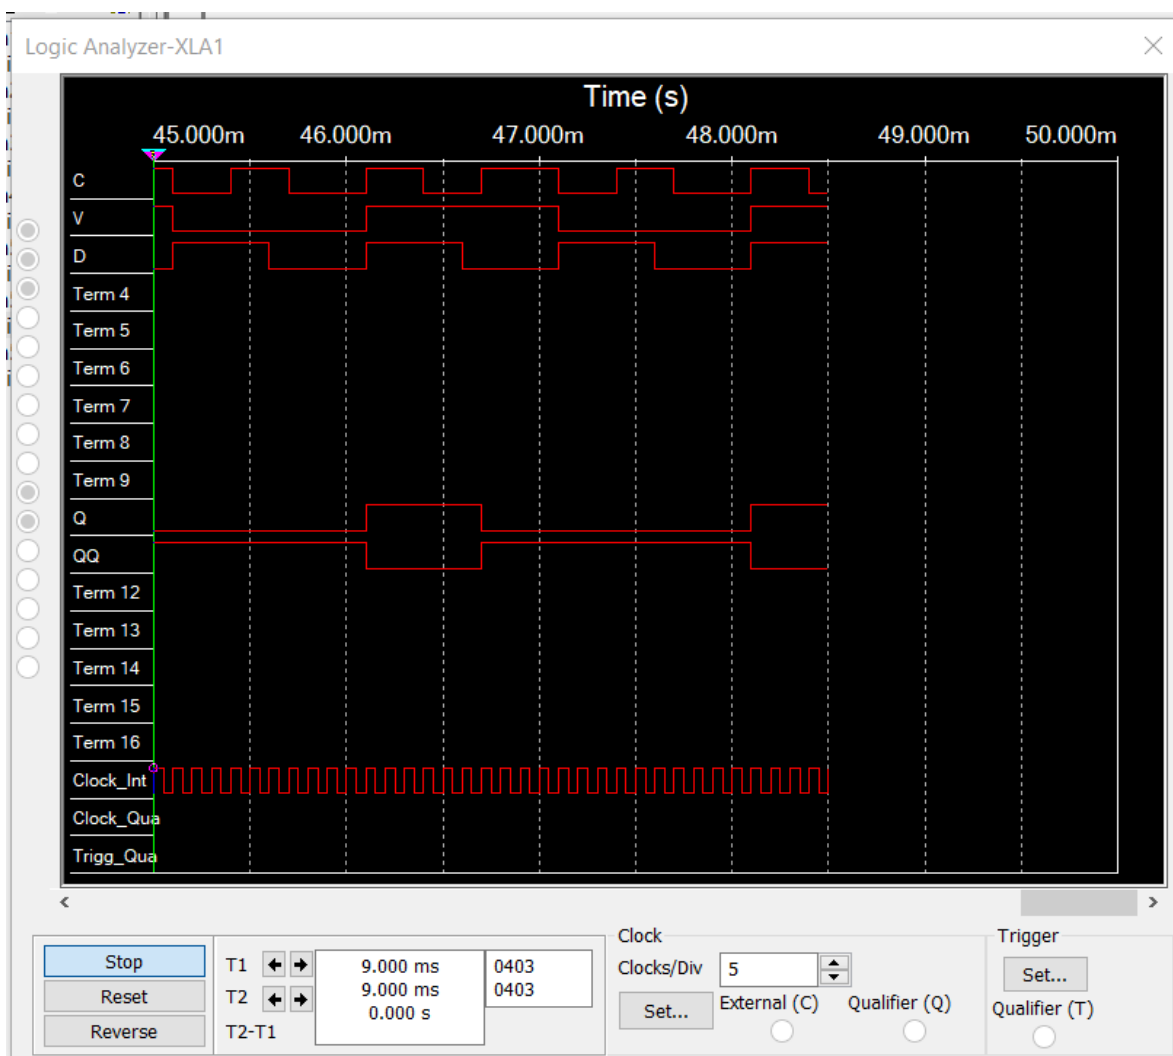 Logic Analyzer-XLA1
Time (s)
45.000m 46.000m 47.000m 48.000m 49.000m 50.000m
C
V
D
Term 4
Term 5
Term 6
Term 7
Term 8
Term 9
Q
QQ
Term 12
Term 13
Term 14
Term 15
Term 16
Clock_Int
Clock_Qua
Trigg_Qua
Stop
Reset
Reverse
T1 9.000 ms 0403
T2 9.000 ms 0403
T2-T1 0.000 s
Clock
Clocks/Div 5
Set... External (C) Qualifier (Q)
Trigger
Set...
Qualifier (T)